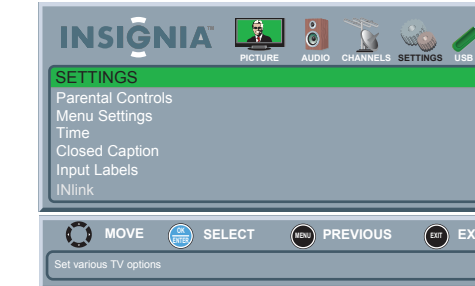 INSIGNIA™
PICTURE AUDIO CHANNELS SETTINGS USB
SETTINGS
Parental Controls
Menu Settings
Time
Closed Caption
Input Labels
INlink
MOVE OK ENTER SELECT MENU PREVIOUS EXIT EX
Set various TV options